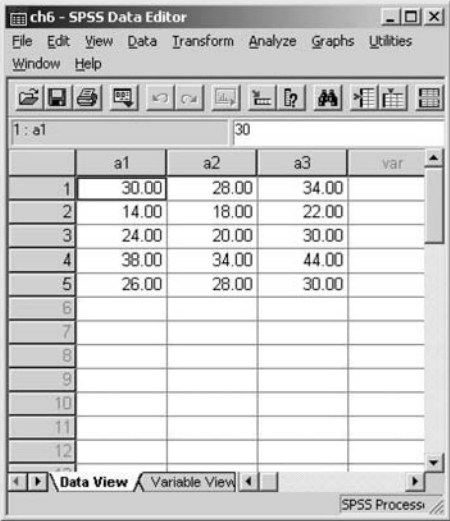 ch6 - SPSS Data Editor
File Edit View Data Transform Analyze Graphs Utilities
Window Help
1 : a1 30
a1 a2 a3 var
1 30.00 28.00 34.00
2 14.00 18.00 22.00
3 24.00 20.00 30.00
4 38.00 34.00 44.00
5 26.00 28.00 30.00
6
7
8
9
10
11
12
Data View Variable View
SPSS Process